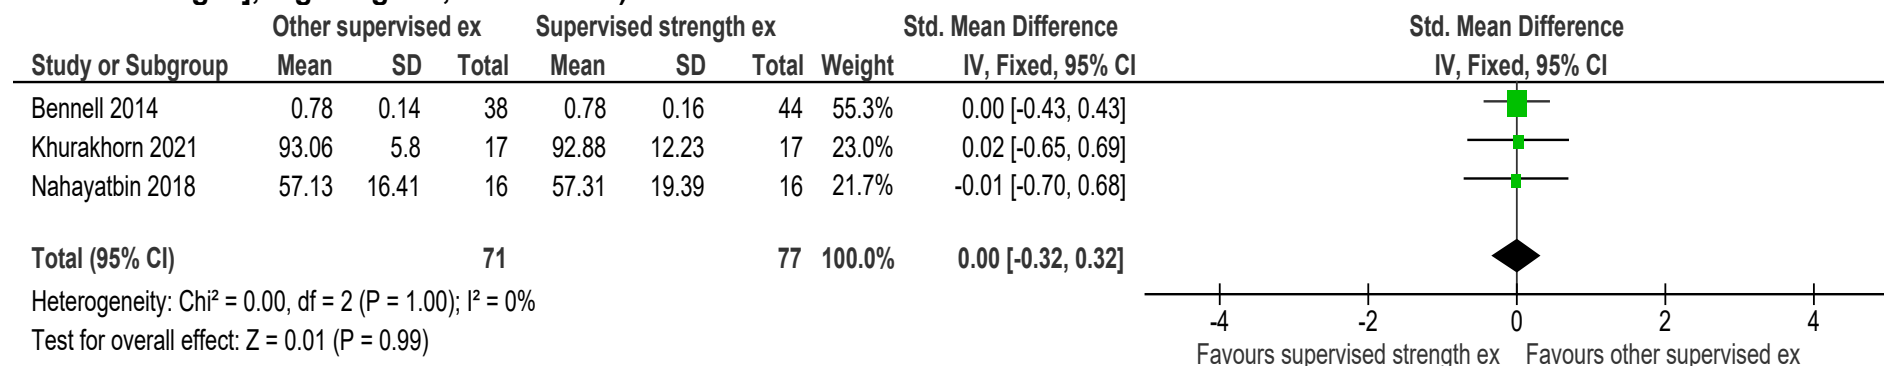 Other supervised ex Supervised strength ex Std. Mean Difference Std. Mean Difference
Study or Subgroup Mean SD Total Mean SD Total Weight IV, Fixed, 95% CI IV, Fixed, 95% CI
Bennell 2014 0.78 0.14 38 0.78 0.16 44 55.3% 0.00 [-0.43, 0.43]
Khurakhorn 2021 93.06 5.8 17 92.88 12.23 17 23.0% 0.02 [-0.65, 0.69]
Nahayatbin 2018 57.13 16.41 16 57.31 19.39 16 21.7% -0.01 [-0.70, 0.68]
Total (95% CI) 71 77 100.0% 0.00 [-0.32, 0.32]
Heterogeneity: Chi² = 0.00, df = 2 (P = 1.00); I² = 0%
Test for overall effect: Z = 0.01 (P = 0.99)
-4 -2 0 2 4
Favours supervised strength ex Favours other supervised ex